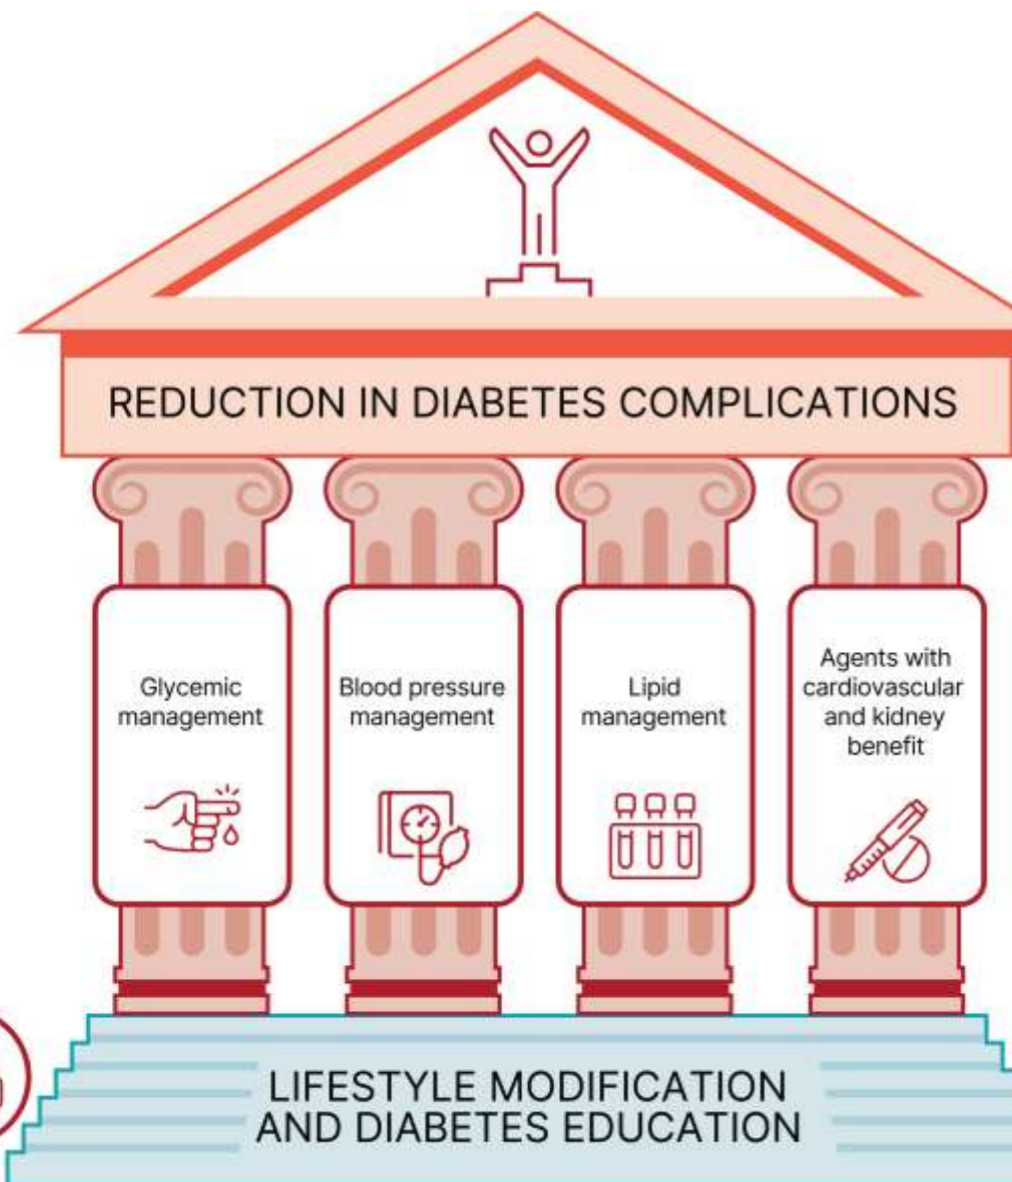 REDUCTION IN DIABETES COMPLICATIONS
Glycemic
management
Blood pressure
management
Lipid
management
Agents with
cardiovascular
and kidney
benefit
LIFESTYLE MODIFICATION
AND DIABETES EDUCATION